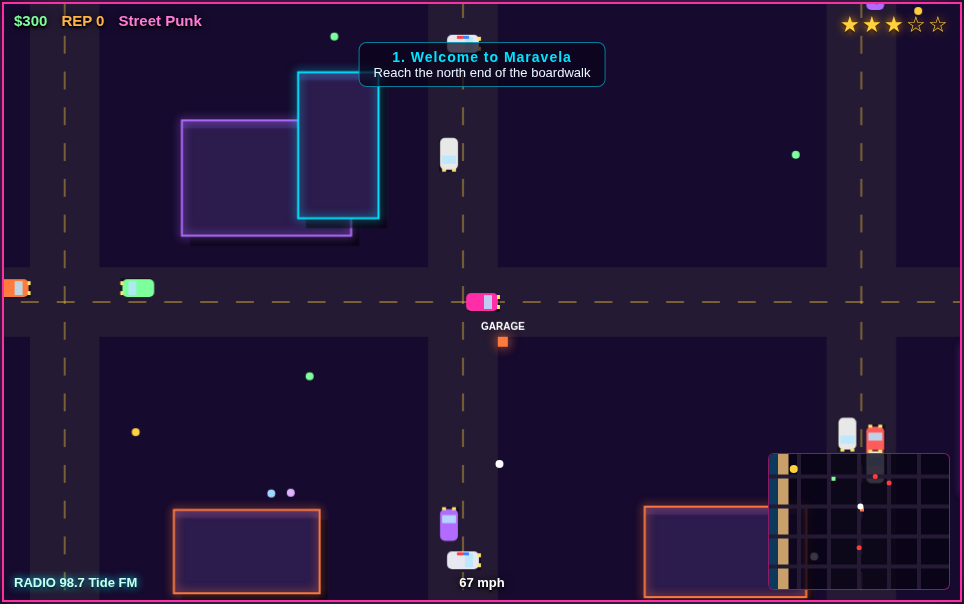 $300 REP 0 Street Punk
★★★☆☆
1. Welcome to Maravela
Reach the north end of the boardwalk
GARAGE
RADIO 98.7 Tide FM
67 mph